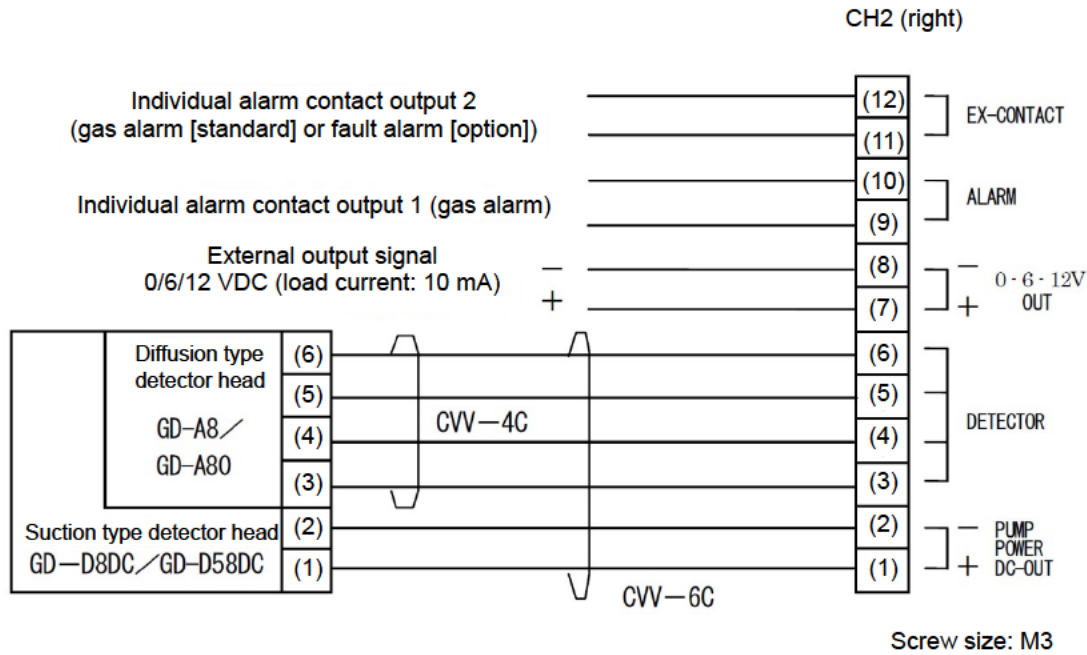 CH2 (right)
Individual alarm contact output 2
(gas alarm [standard] or fault alarm [option])
(12)
(11)
EX-CONTACT
Individual alarm contact output 1 (gas alarm)
(10)
(9)
ALARM
External output signal
0/6/12 VDC (load current: 10 mA)
−
+
(8)
(7)
−
+
0-6-12V
OUT
Diffusion type
detector head
GD-A8/
GD-A80
(6)
(5)
(4)
(3)
CVV-4C
(6)
(5)
(4)
(3)
DETECTOR
Suction type detector head
GD-D8DC/GD-D58DC
(2)
(1)
CVV-6C
(2)
(1)
−
+
PUMP
POWER
DC-OUT
Screw size: M3